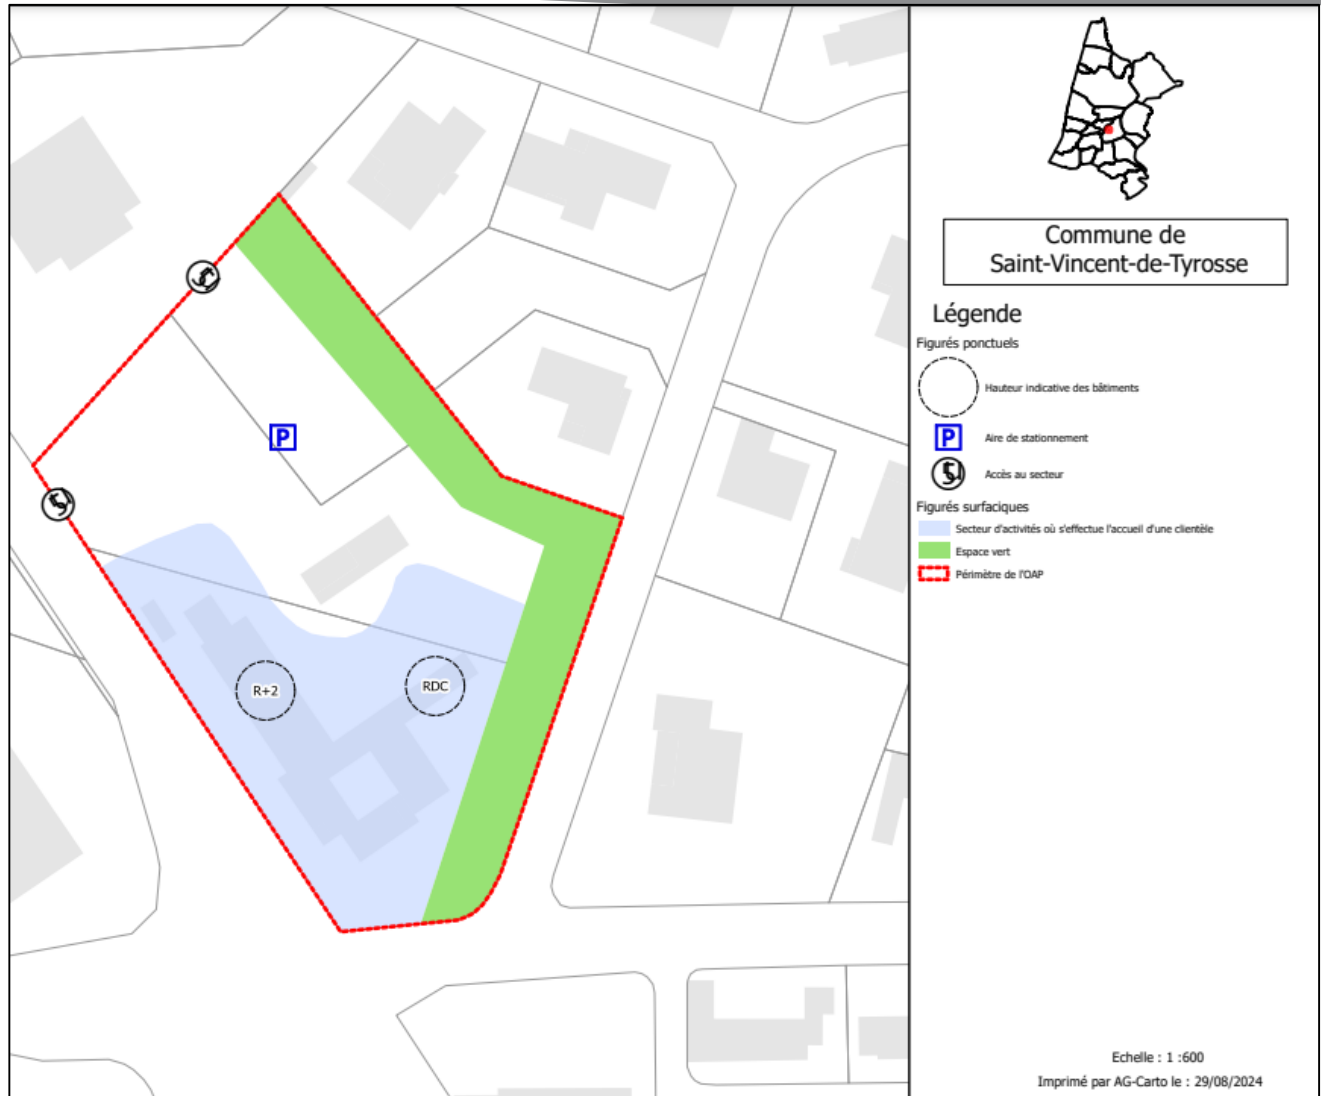 Commune de
Saint-Vincent-de-Tyrosse
Légende
Figurés ponctuels
Hauteur indicative des bâtiments
P
Aire de stationnement
Accès au secteur
Figurés surfaciques
Secteur d'activités où s'effectue l'accueil d'une clientèle
Espace vert
Périmètre de l'OAP
P
R+2
RDC
Echelle : 1 :600
Imprimé par AG-Carto le : 29/08/2024